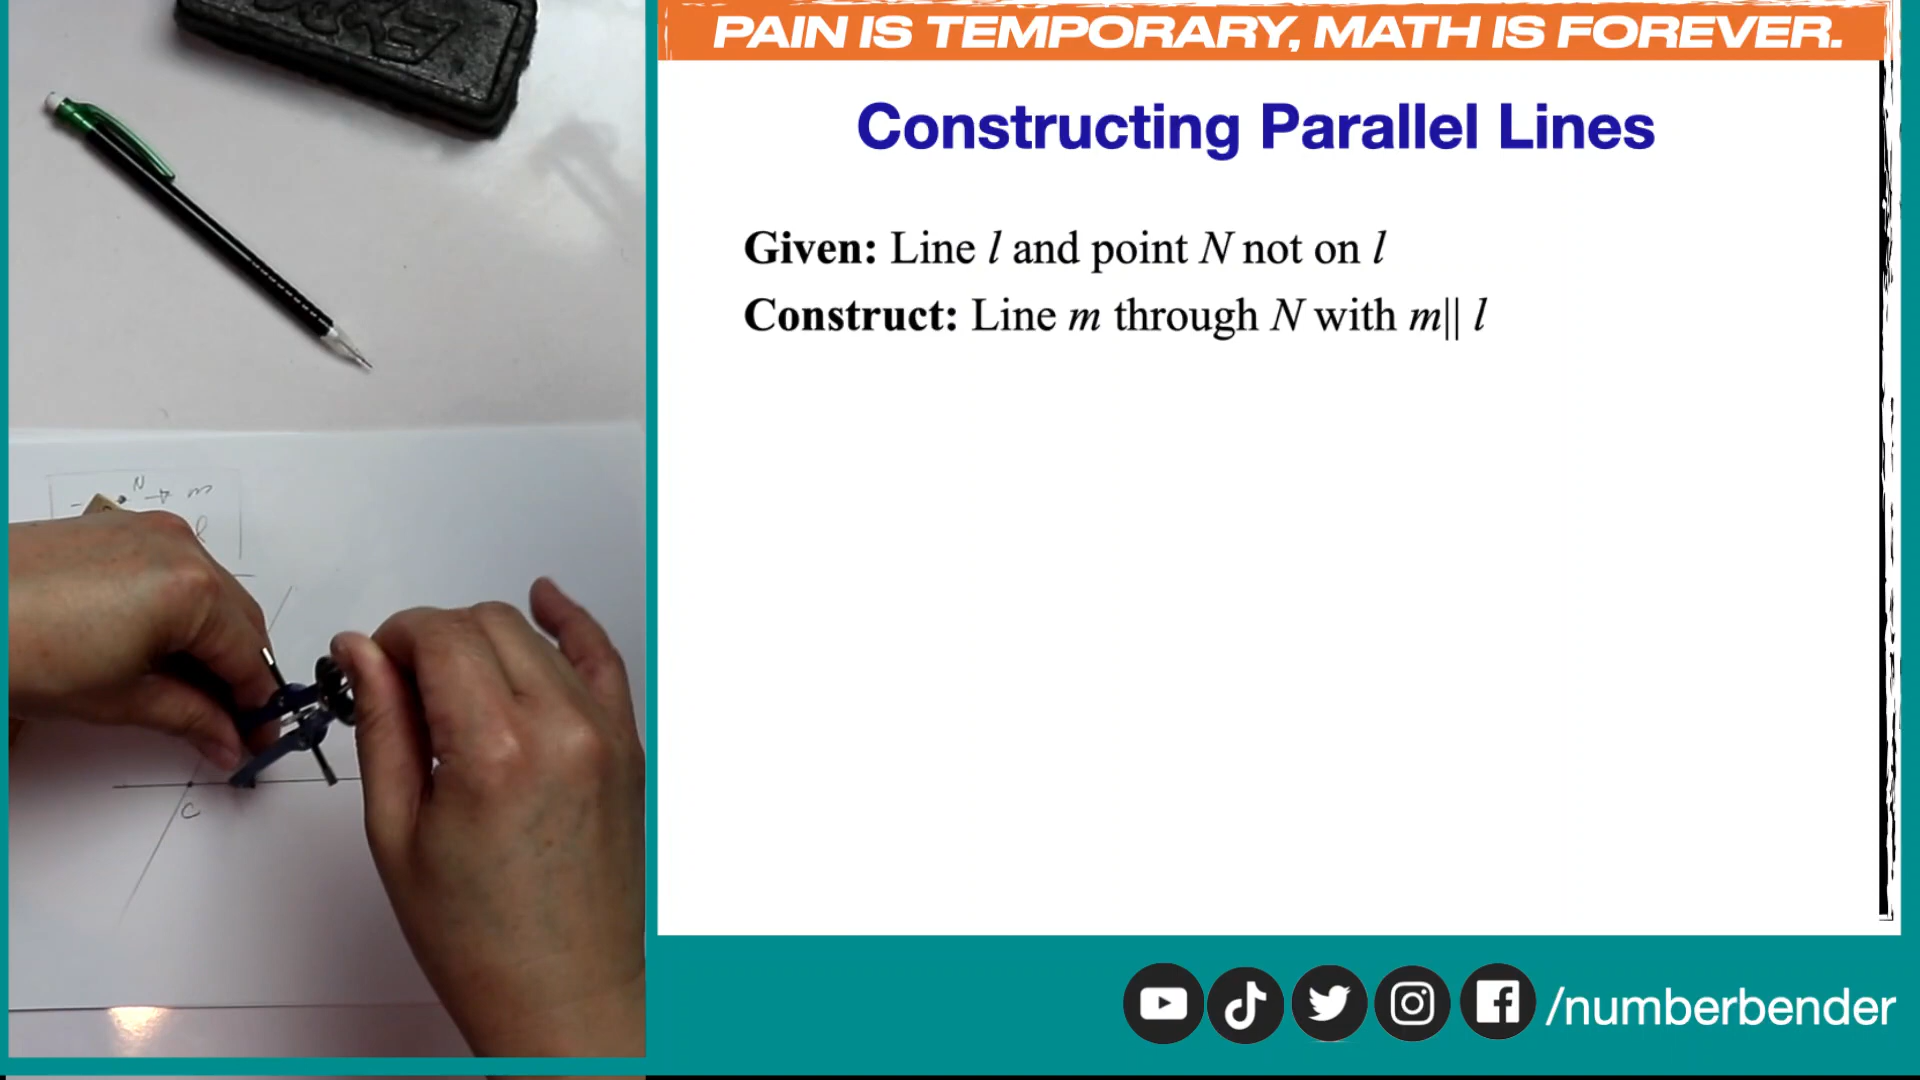 PAIN IS TEMPORARY, MATH IS FOREVER.
Constructing Parallel Lines
Given: Line l and point N not on l
Construct: Line m through N with m|| l
EXPO
N m
l
C
/numberbender